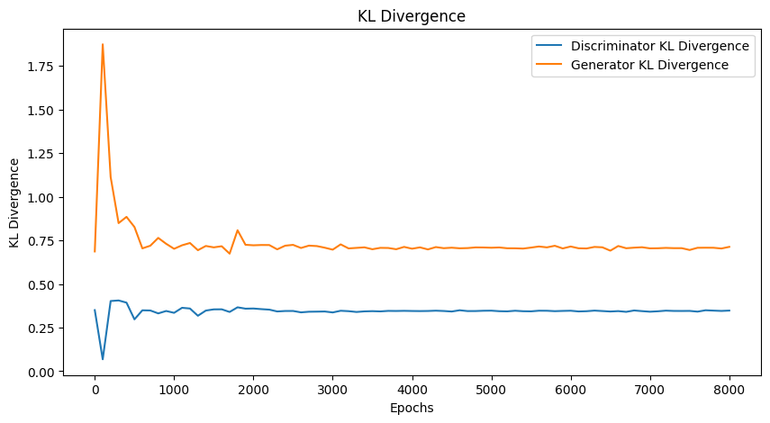 KL Divergence
Discriminator KL Divergence
Generator KL Divergence
KL Divergence
1.75
1.50
1.25
1.00
0.75
0.50
0.25
0.00
0 1000 2000 3000 4000 5000 6000 7000 8000
Epochs